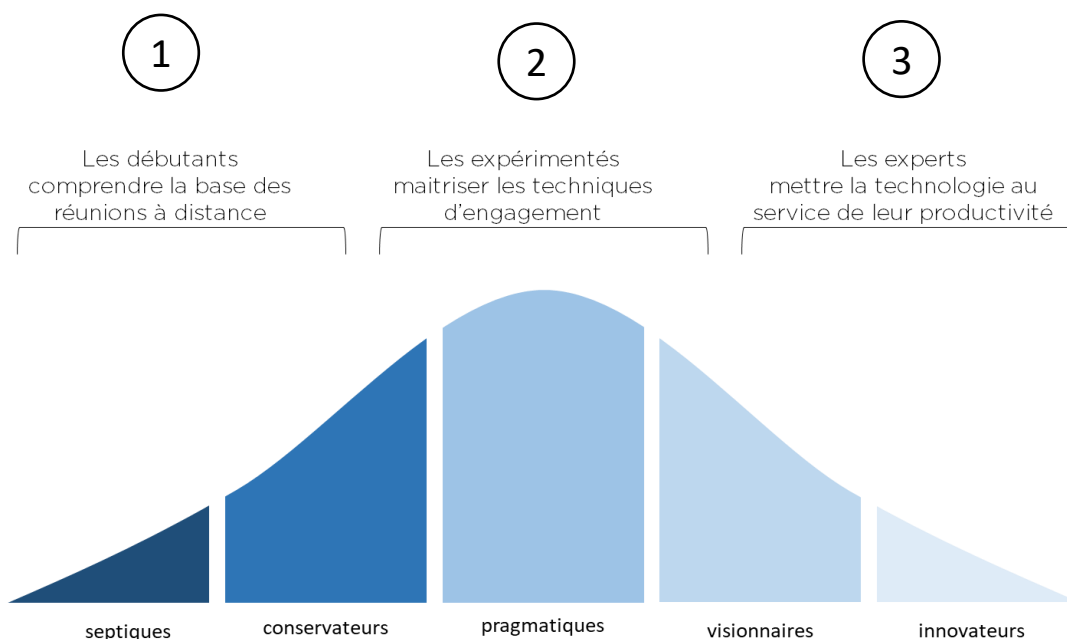 1
2
3
Les débutants
comprendre la base des
réunions à distance
Les expérimentés
maitriser les techniques
d'engagement
Les experts
mettre la technologie au
service de leur productivité
septiques
conservateurs
pragmatiques
visionnaires
innovateurs